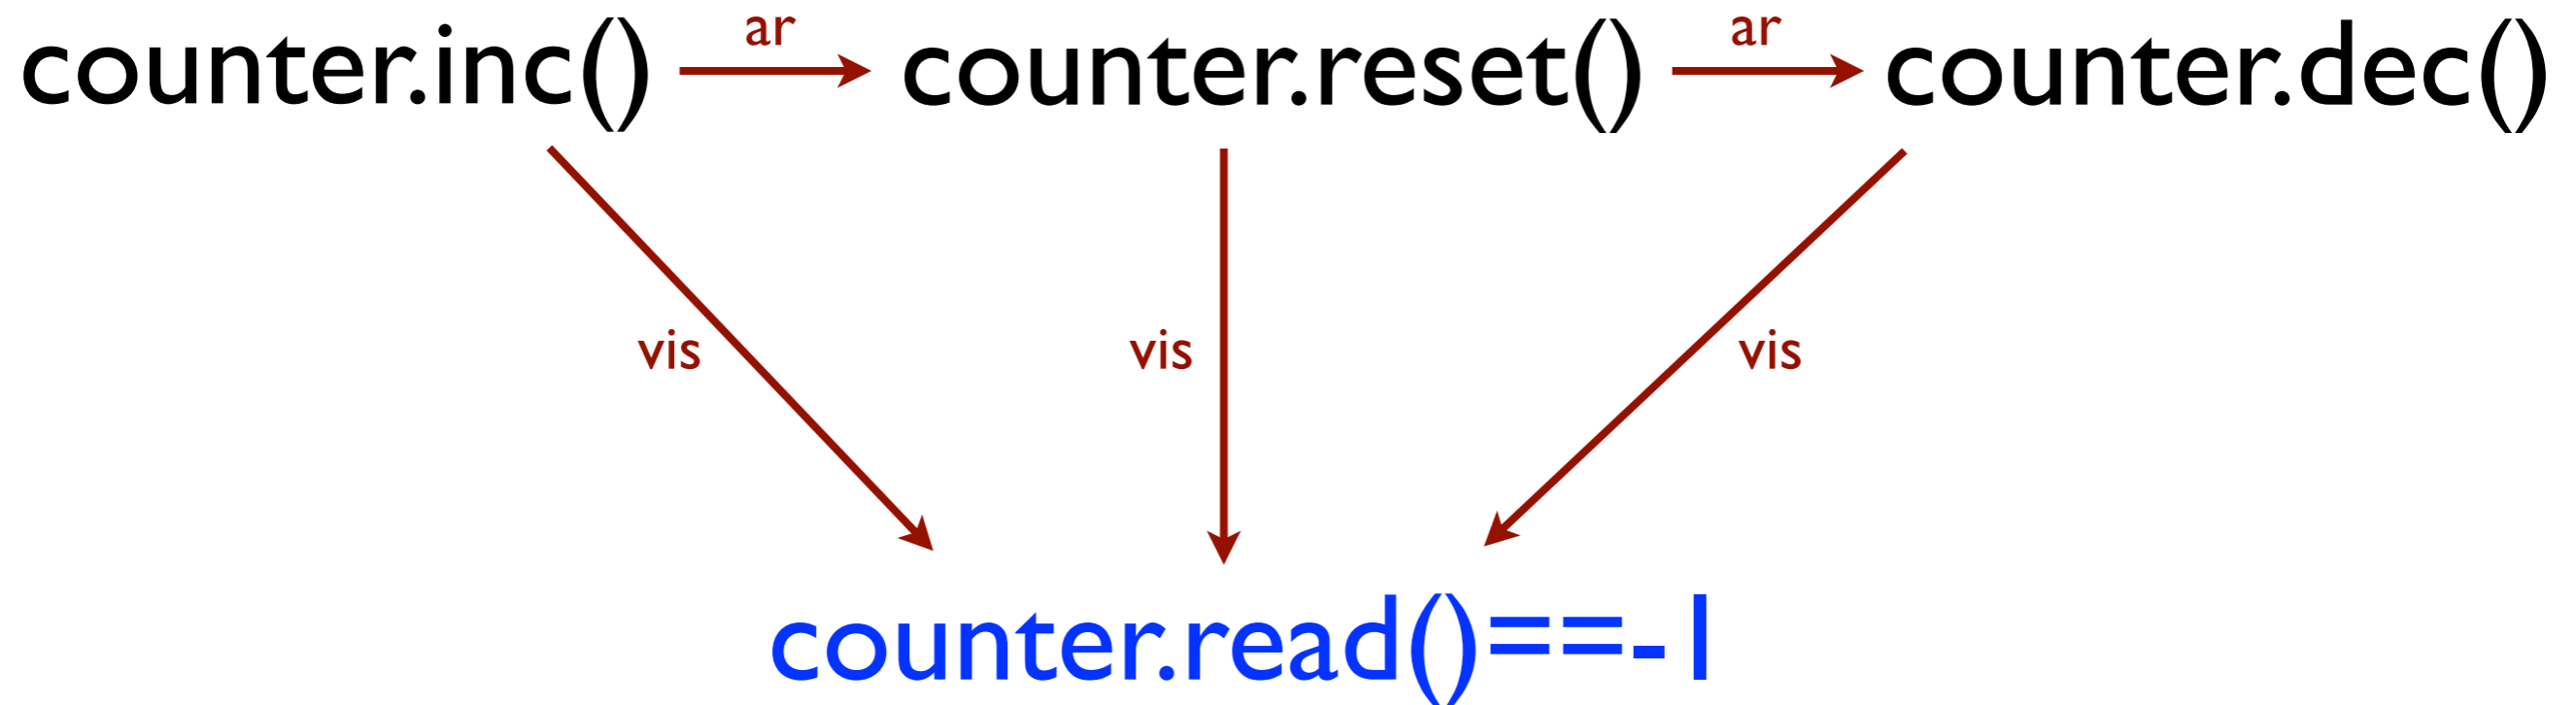 ar ar
counter.inc() counter.reset() counter.dec()
vis vis vis
counter.read()==-1